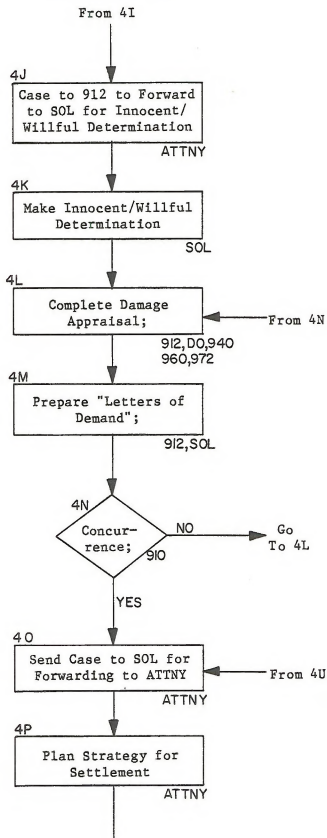 From 4I
4J
Case to 912 to Forward
to SOL for Innocent/
Willful Determination
ATTNY
4K
Make Innocent/Willful
Determination
SOL
4L
Complete Damage
Appraisal;
From 4N
912,DO,940
960,972
4M
Prepare "Letters of
Demand";
912,SOL
4N
Concur-
rence;
910
NO
Go
To 4L
YES
4O
Send Case to SOL for
Forwarding to ATTNY
From 4U
ATTNY
4P
Plan Strategy for
Settlement
ATTNY